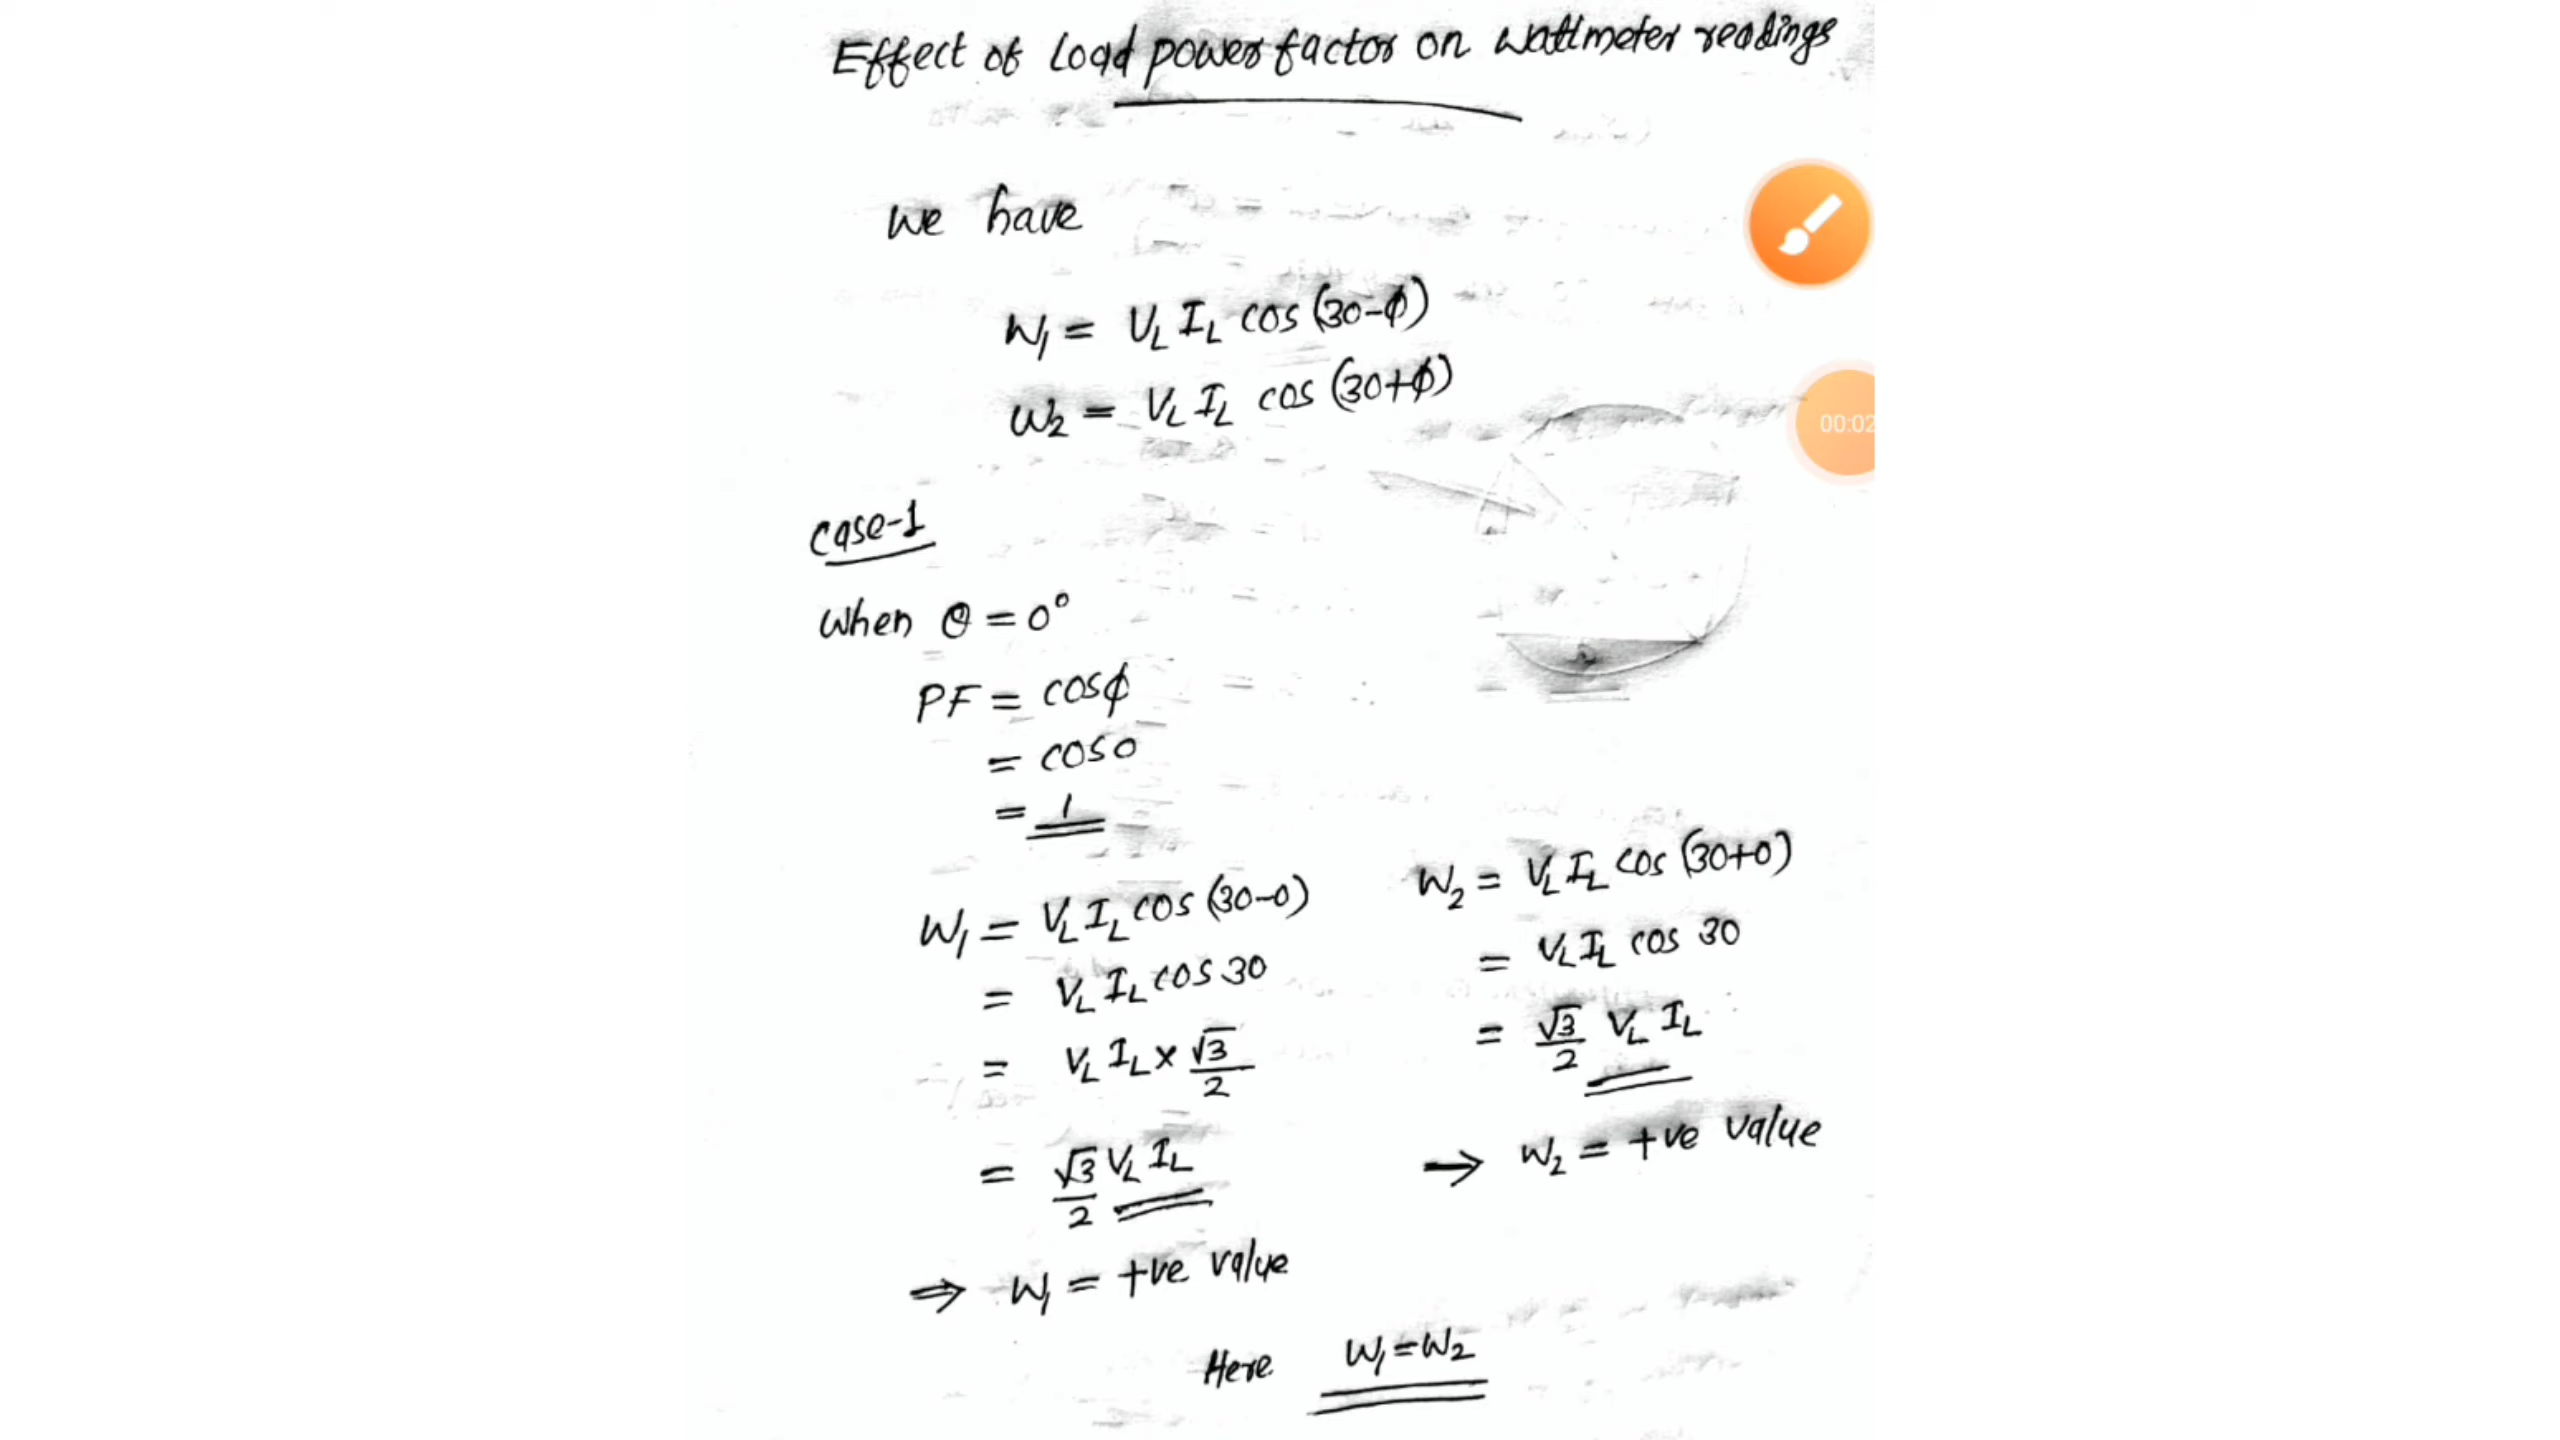 Effect of Load power factor on wattmeter readings
we have
W₁ = VL IL cos (30-ϕ)
W2 = VL IL cos (30+ϕ)
case-1
When θ = 0°
PF = cosϕ
= cos0
= 1
W₁ = VL IL cos (30-0)
= VL IL cos 30
= VL IL × √3/2
= √3/2 VL IL
⇒ W₁ = +ve value
W2 = VL IL cos (30+0)
= VL IL cos 30
= √3/2 VL IL
→ W2 = +ve value
Here W₁ = W2
00:02